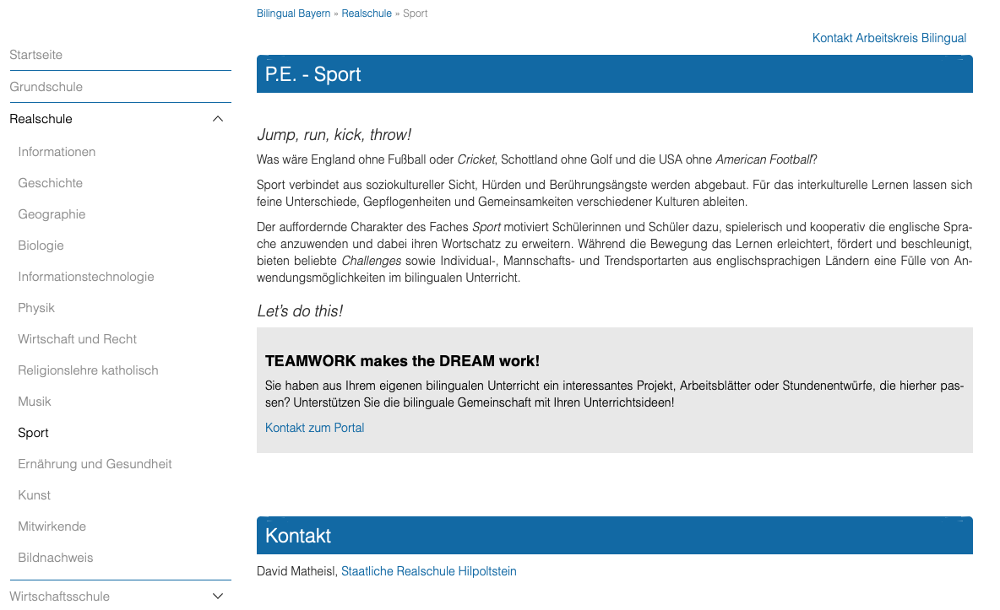 Bilingual Bayern » Realschule » Sport
Kontakt Arbeitskreis Bilingual
Startseite
Grundschule
Realschule
Informationen
Geschichte
Geographie
Biologie
Informationstechnologie
Physik
Wirtschaft und Recht
Religionslehre katholisch
Musik
Sport
Ernährung und Gesundheit
Kunst
Mitwirkende
Bildnachweis
Wirtschaftsschule
P.E. - Sport
Jump, run, kick, throw!
Was wäre England ohne Fußball oder Cricket, Schottland ohne Golf und die USA ohne American Football?
Sport verbindet aus soziokultureller Sicht, Hürden und Berührungsängste werden abgebaut. Für das interkulturelle Lernen lassen sich
feine Unterschiede, Gepflogenheiten und Gemeinsamkeiten verschiedener Kulturen ableiten.
Der auffordernde Charakter des Faches Sport motiviert Schülerinnen und Schüler dazu, spielerisch und kooperativ die englische Spra-
che anzuwenden und dabei ihren Wortschatz zu erweitern. Während die Bewegung das Lernen erleichtert, fördert und beschleunigt,
bieten beliebte Challenges sowie Individual-, Mannschafts- und Trendsportarten aus englischsprachigen Ländern eine Fülle von An-
wendungsmöglichkeiten im bilingualen Unterricht.
Let’s do this!
TEAMWORK makes the DREAM work!
Sie haben aus Ihrem eigenen bilingualen Unterricht ein interessantes Projekt, Arbeitsblätter oder Stundenentwürfe, die hierher pas-
sen? Unterstützen Sie die bilinguale Gemeinschaft mit Ihren Unterrichtsideen!
Kontakt zum Portal
Kontakt
David Matheisl, Staatliche Realschule Hilpoltstein